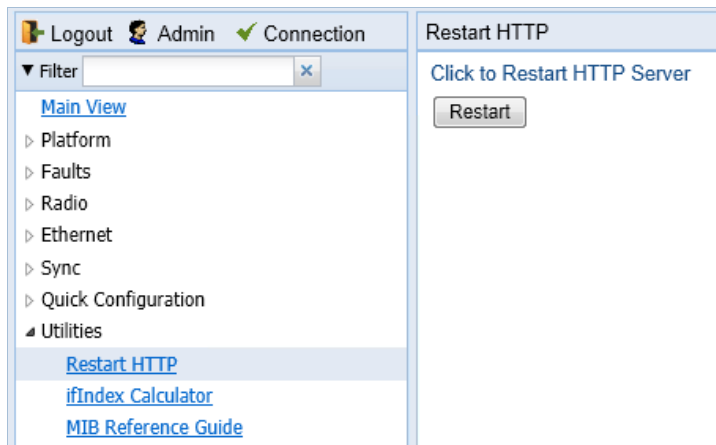 Logout Admin Connection
Filter
Main View
Platform
Faults
Radio
Ethernet
Sync
Quick Configuration
Utilities
Restart HTTP
ifIndex Calculator
MIB Reference Guide
Restart HTTP
Click to Restart HTTP Server
Restart